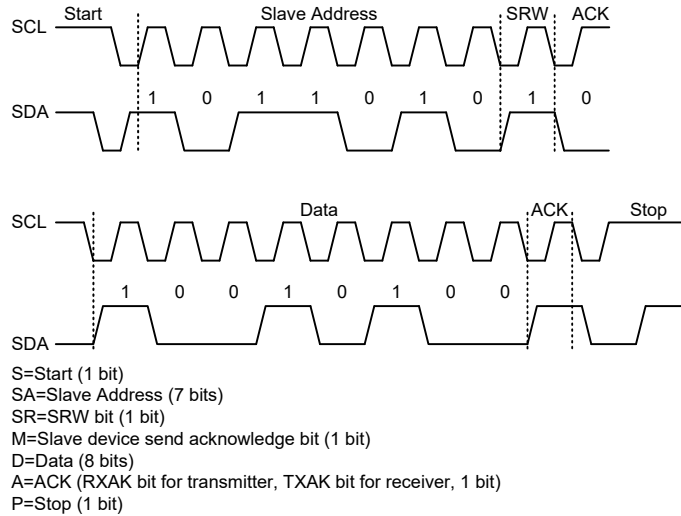 Start Slave Address SRW ACK
SCL
1 0 1 1 0 1 0 1 0
SDA
Data ACK Stop
SCL
1 0 0 1 0 1 0 0
SDA
S=Start (1 bit)
SA=Slave Address (7 bits)
SR=SRW bit (1 bit)
M=Slave device send acknowledge bit (1 bit)
D=Data (8 bits)
A=ACK (RXAK bit for transmitter, TXAK bit for receiver, 1 bit)
P=Stop (1 bit)